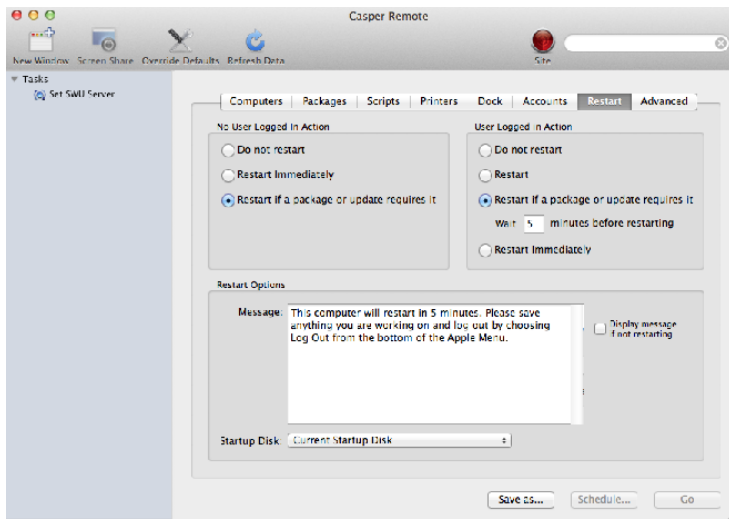 Casper Remote
New Window Screen Share Override Defaults Refresh Data Site
Tasks
Set SWU Server
Computers Packages Scripts Printers Dock Accounts Restart Advanced
No User Logged In Action
Do not restart
Restart Immediately
Restart if a package or update requires it
User Logged In Action
Do not restart
Restart
Restart if a package or update requires it
Wait 5 minutes before restarting
Restart Immediately
Restart Options
Message: This computer will restart in 5 minutes. Please save
anything you are working on and log out by choosing
Log Out from the bottom of the Apple Menu.
Display message
if not restarting
Startup Disk: Current Startup Disk
Save as... Schedule... Go